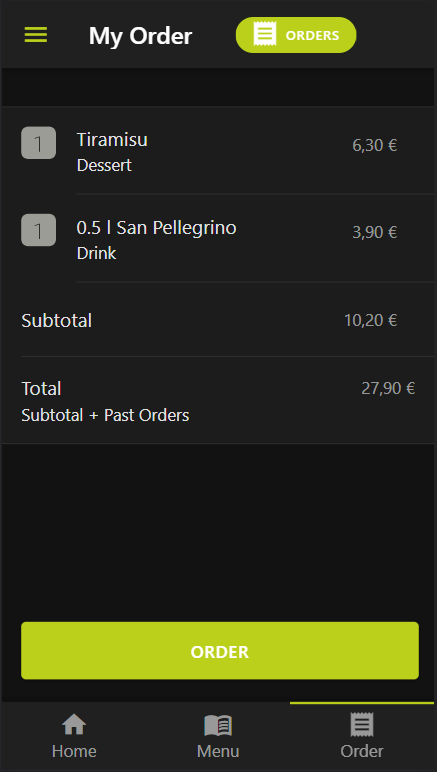 My Order
ORDERS
1 Tiramisu 6,30 €
Dessert
1 0.5 l San Pellegrino 3,90 €
Drink
Subtotal 10,20 €
Total 27,90 €
Subtotal + Past Orders
ORDER
Home Menu Order